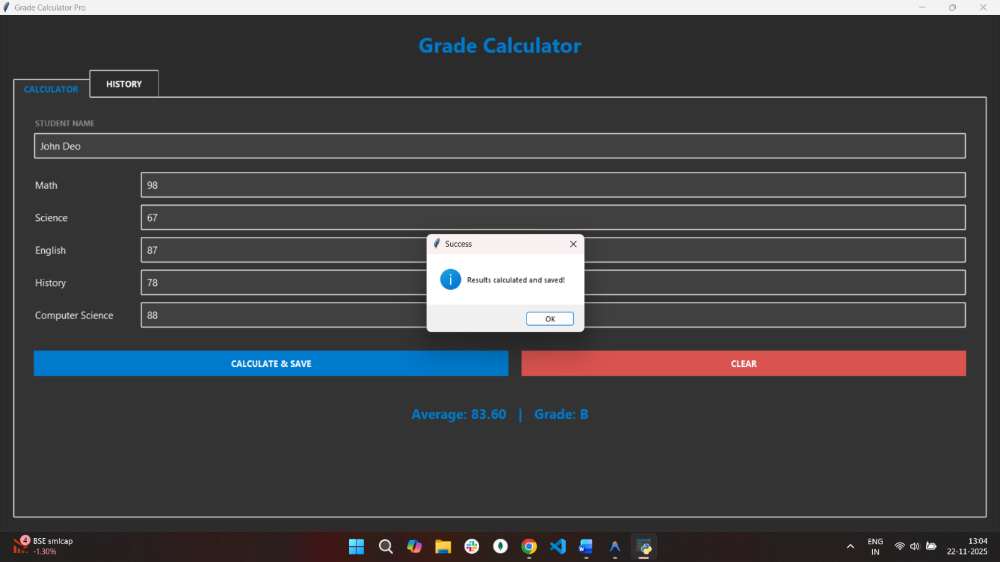 Grade Calculator Pro
Grade Calculator
CALCULATOR
HISTORY
STUDENT NAME
John Deo
Math 98
Science 67
English 87
History 78
Computer Science 88
Success
Results calculated and saved!
OK
CALCULATE & SAVE
CLEAR
Average: 83.60 | Grade: B
4
BSE smlcap
-1.30%
W
ENG
IN
13:04
22-11-2025